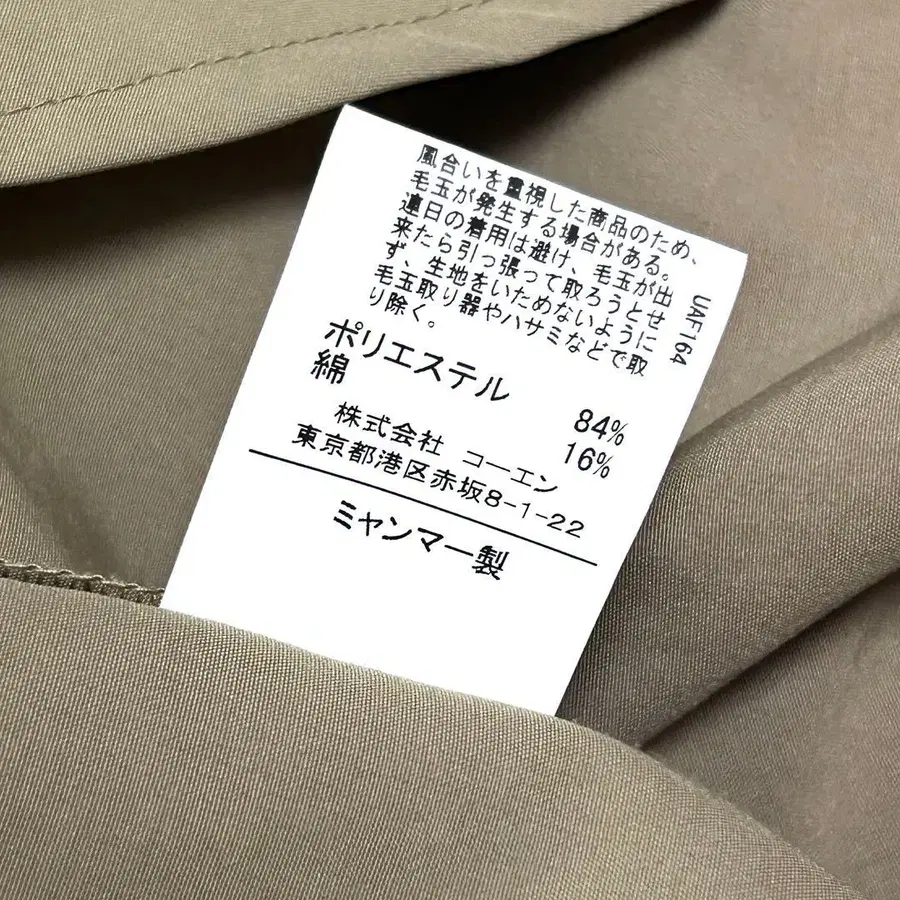 風合いを重視した商品のため、
毛玉が発生する場合がある。
連日の着用は避け、毛玉が出
来たら引っ張って取ろうとせ
ず、生地をいためないように
毛玉取り器やハサミなどで取
り除く。
UAF164
ポリエステル 84%
綿 16%
株式会社 コーエン
東京都港区赤坂8-1-22
ミャンマー製